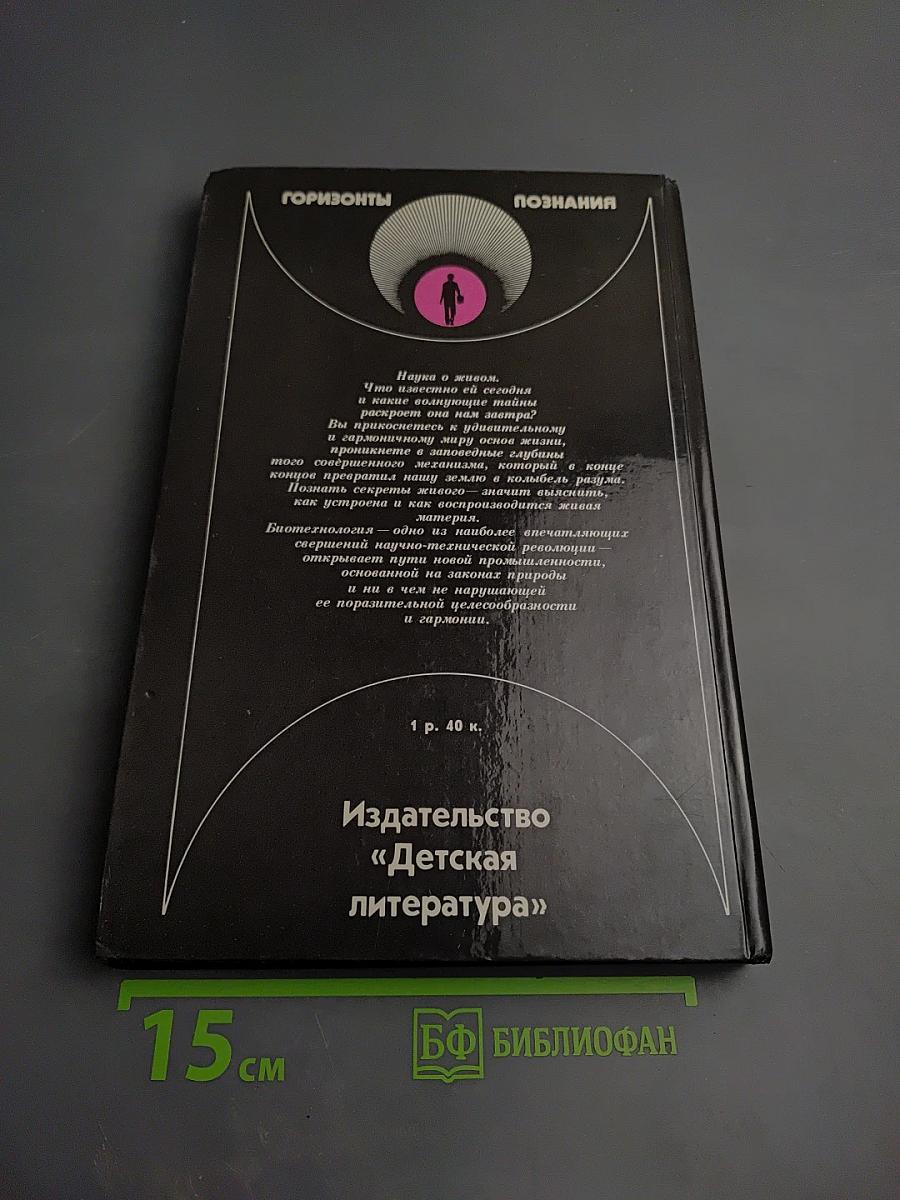 ГОРИЗОНТЫ ПОЗНАНИЯ
Наука о живом.
Что известно ей сегодня
и какие волнующие тайны
раскроет она нам завтра?
Вы прикоснетесь к удивительному
и гармоничному миру основ жизни,
проникнете в заповедные глубины
того совершенного механизма, который в конце
концов превратил нашу землю в колыбель разума.
Познать секреты живого — значит выяснить,
как устроена и как воспроизводится живая
материя.
Биотехнология — одно из наиболее впечатляющих
свершений научно-технической революции —
открывает пути новой промышленности,
основанной на законах природы
и ни в чем не нарушающей
ее поразительной целесообразности
и гармонии.
1 р. 40 к.
Издательство
«Детская
литература»
15 см
БФ БИБЛИОФАН